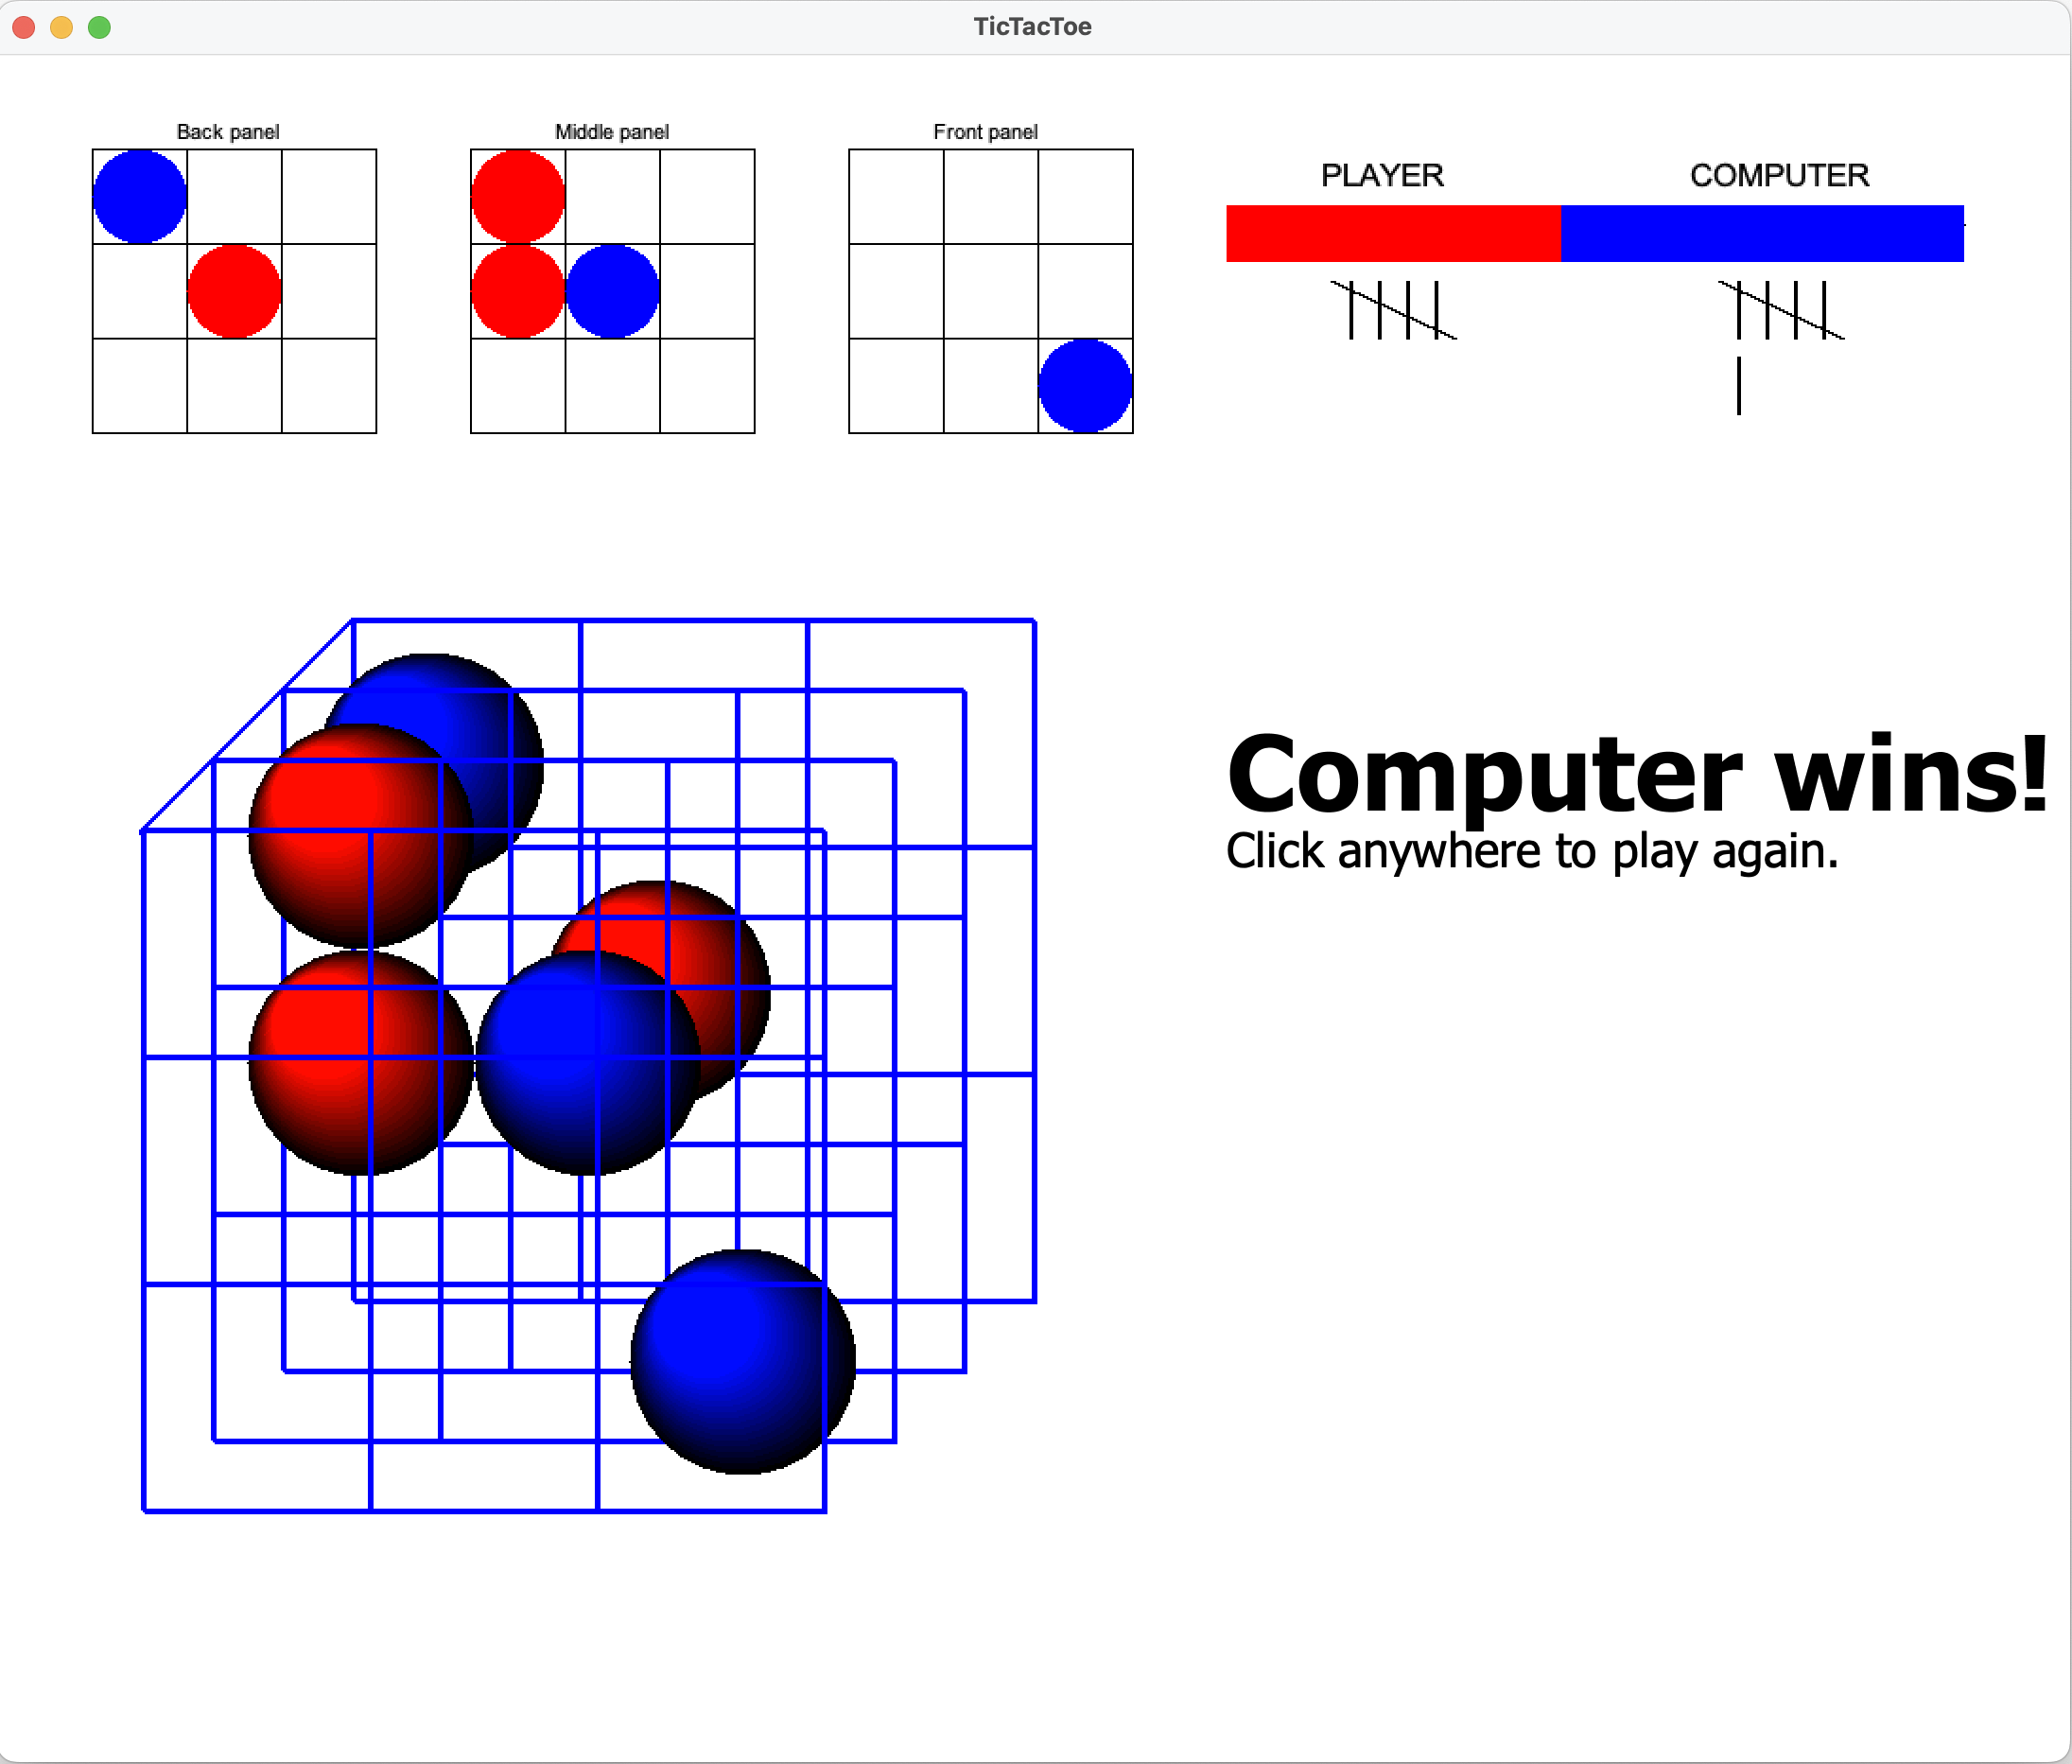 TicTacToe
Back panel
Middle panel
Front panel
PLAYER
COMPUTER
Computer wins!
Click anywhere to play again.